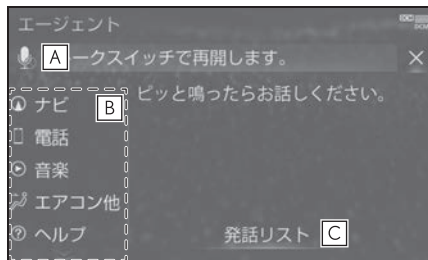 エージェント
DCM
A ークスイッチで再開します。
ピッと鳴ったらお話しください。
B
ナビ
電話
音楽
エアコン他
ヘルプ
発話リスト C